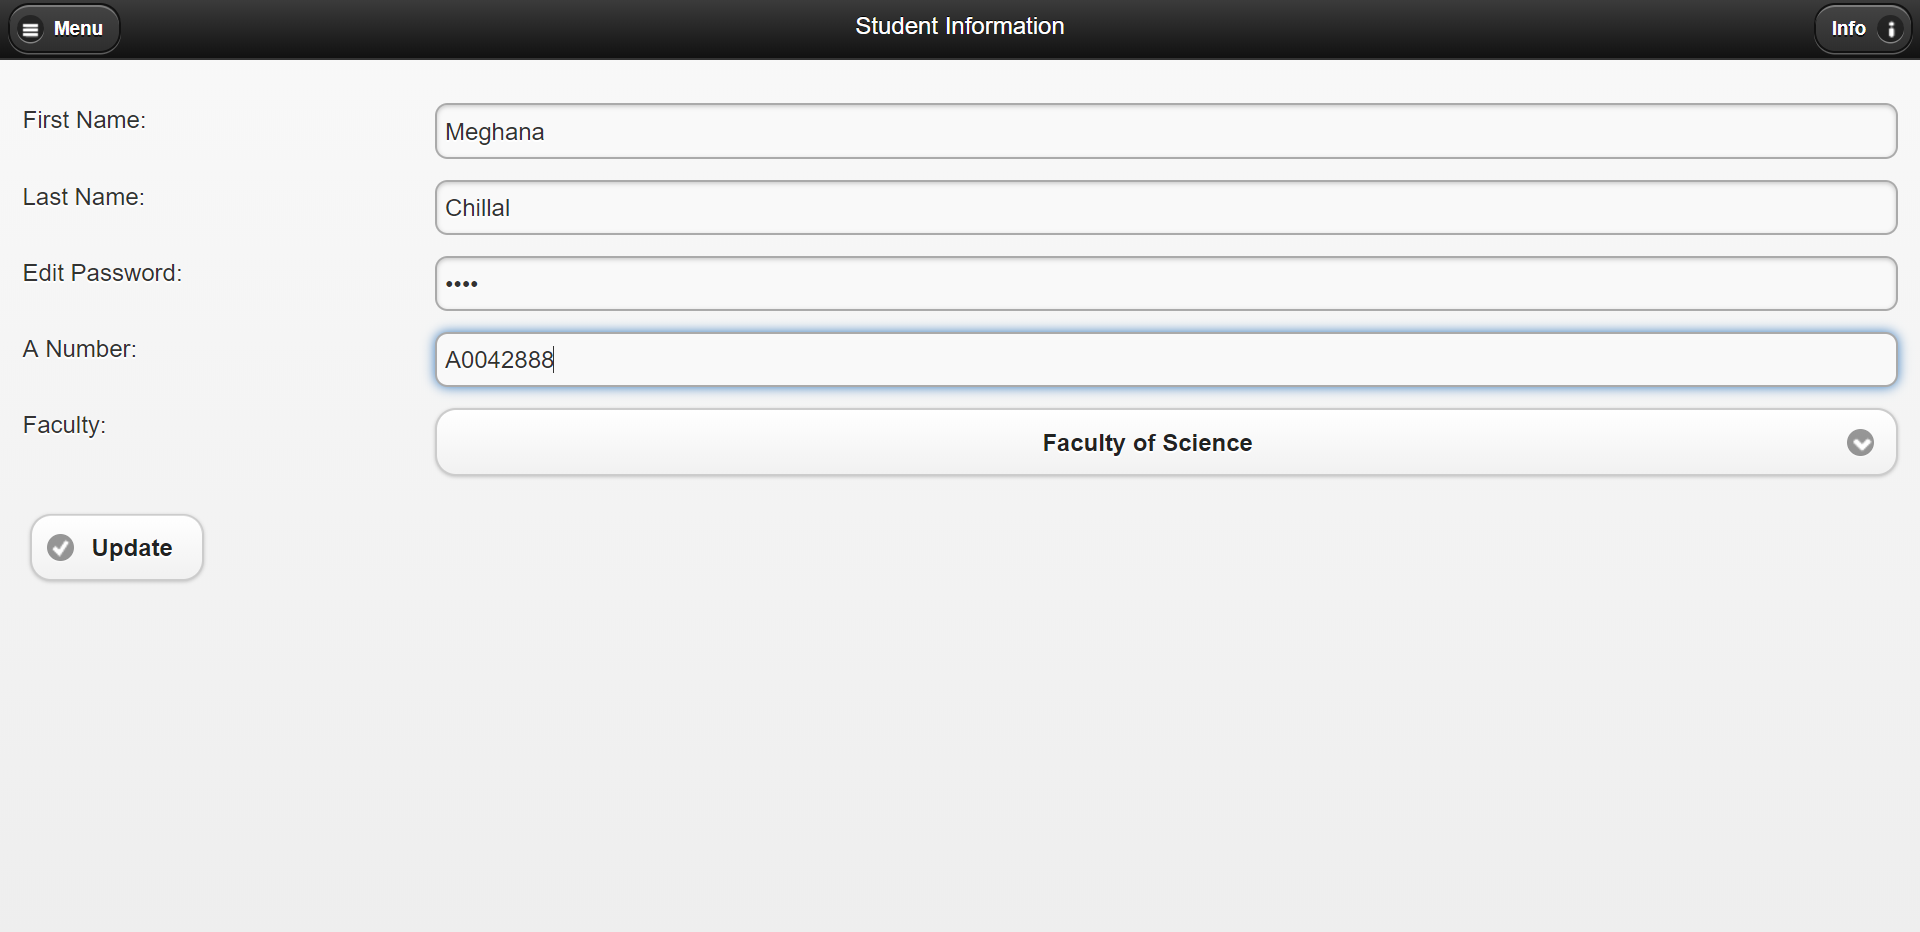 Menu
Student Information
Info
First Name:
Meghana
Last Name:
Chillal
Edit Password:
••••
A Number:
A0042888
Faculty:
Faculty of Science
Update